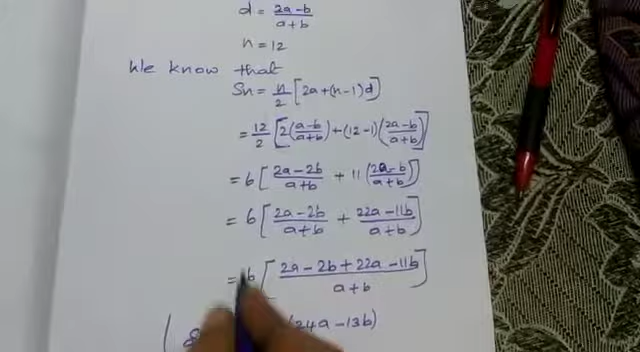 d = (2a-b)/(a+b)
n = 12
We know that
Sn = n/2 [2a+(n-1)d]
= 12/2 [2((a-b)/(a+b)) + (12-1)((2a-b)/(a+b))]
= 6 [(2a-2b)/(a+b) + 11((2a-b)/(a+b))]
= 6 [(2a-2b)/(a+b) + (22a-11b)/(a+b)]
= 6 [(2a-2b+22a-11b)/(a+b)]
(24a-13b)